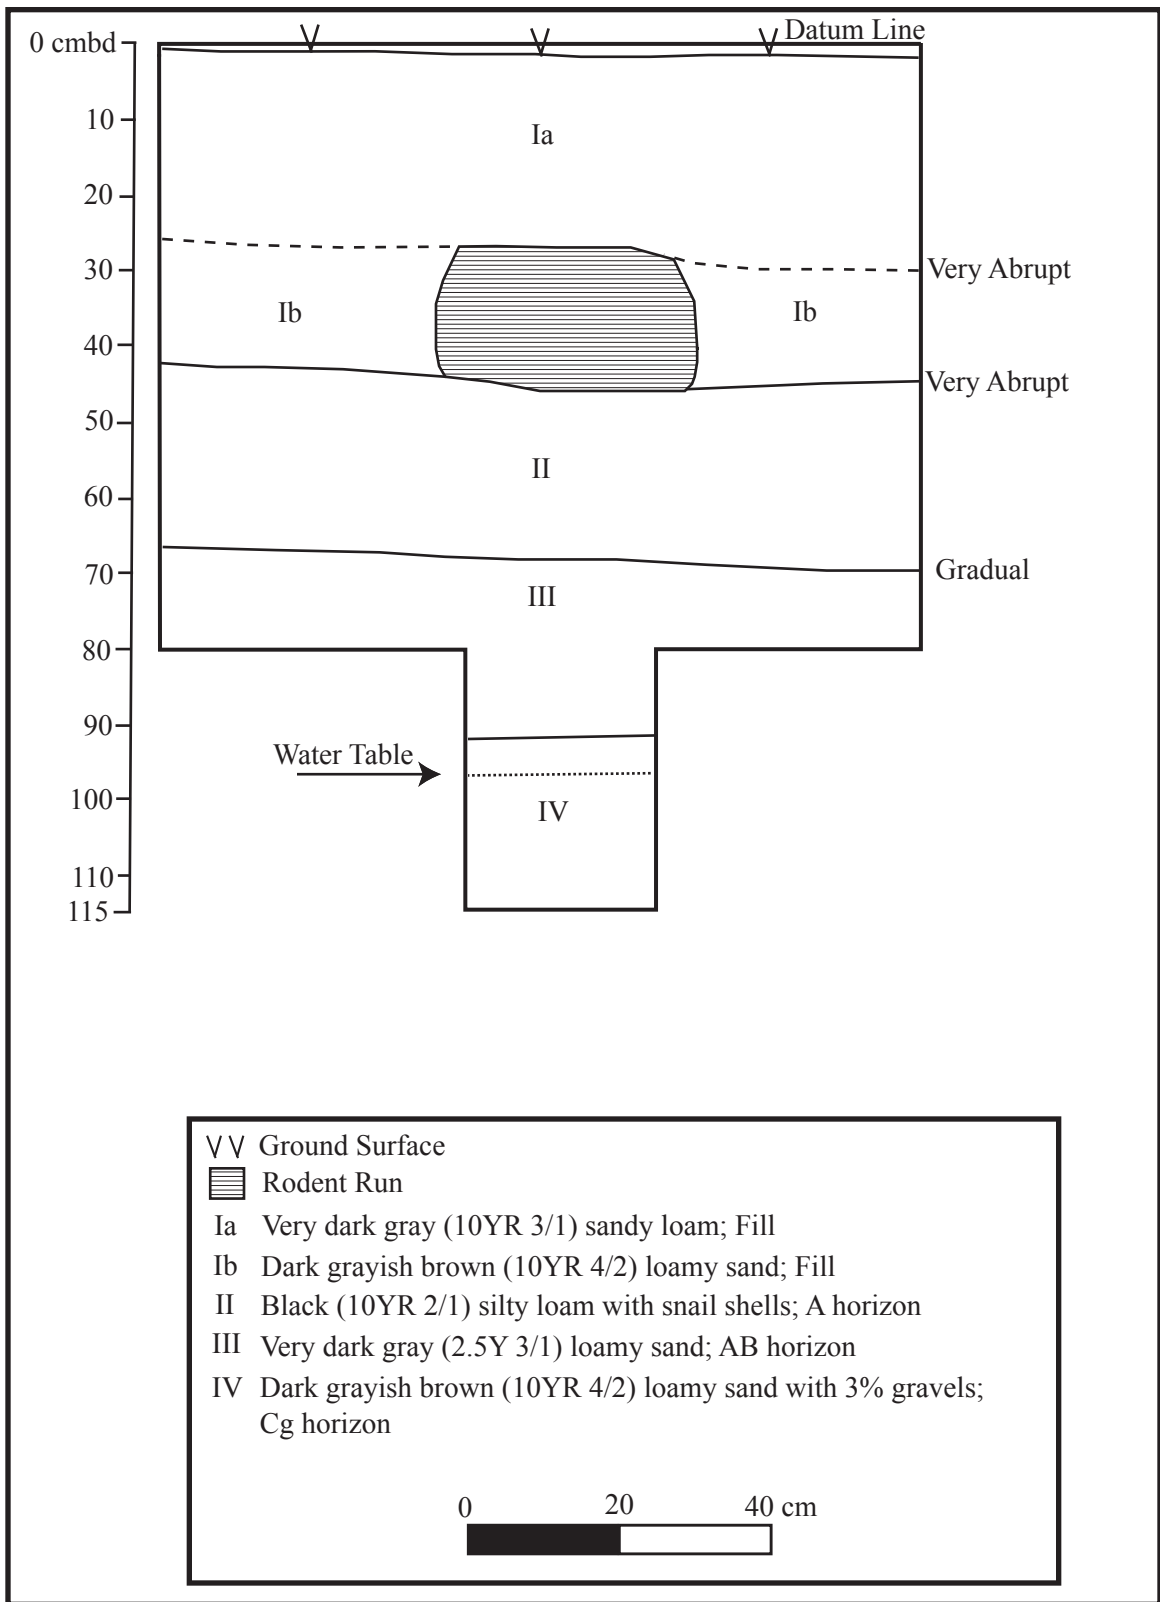 0 cmbd
Datum Line
10
Ia
20
30
Very Abrupt
Ib
Ib
40
Very Abrupt
50
II
60
70
Gradual
III
80
90
Water Table
100
IV
110
115
Ground Surface
Rodent Run
Ia Very dark gray (10YR 3/1) sandy loam; Fill
Ib Dark grayish brown (10YR 4/2) loamy sand; Fill
II Black (10YR 2/1) silty loam with snail shells; A horizon
III Very dark gray (2.5Y 3/1) loamy sand; AB horizon
IV Dark grayish brown (10YR 4/2) loamy sand with 3% gravels;
Cg horizon
0 20 40 cm